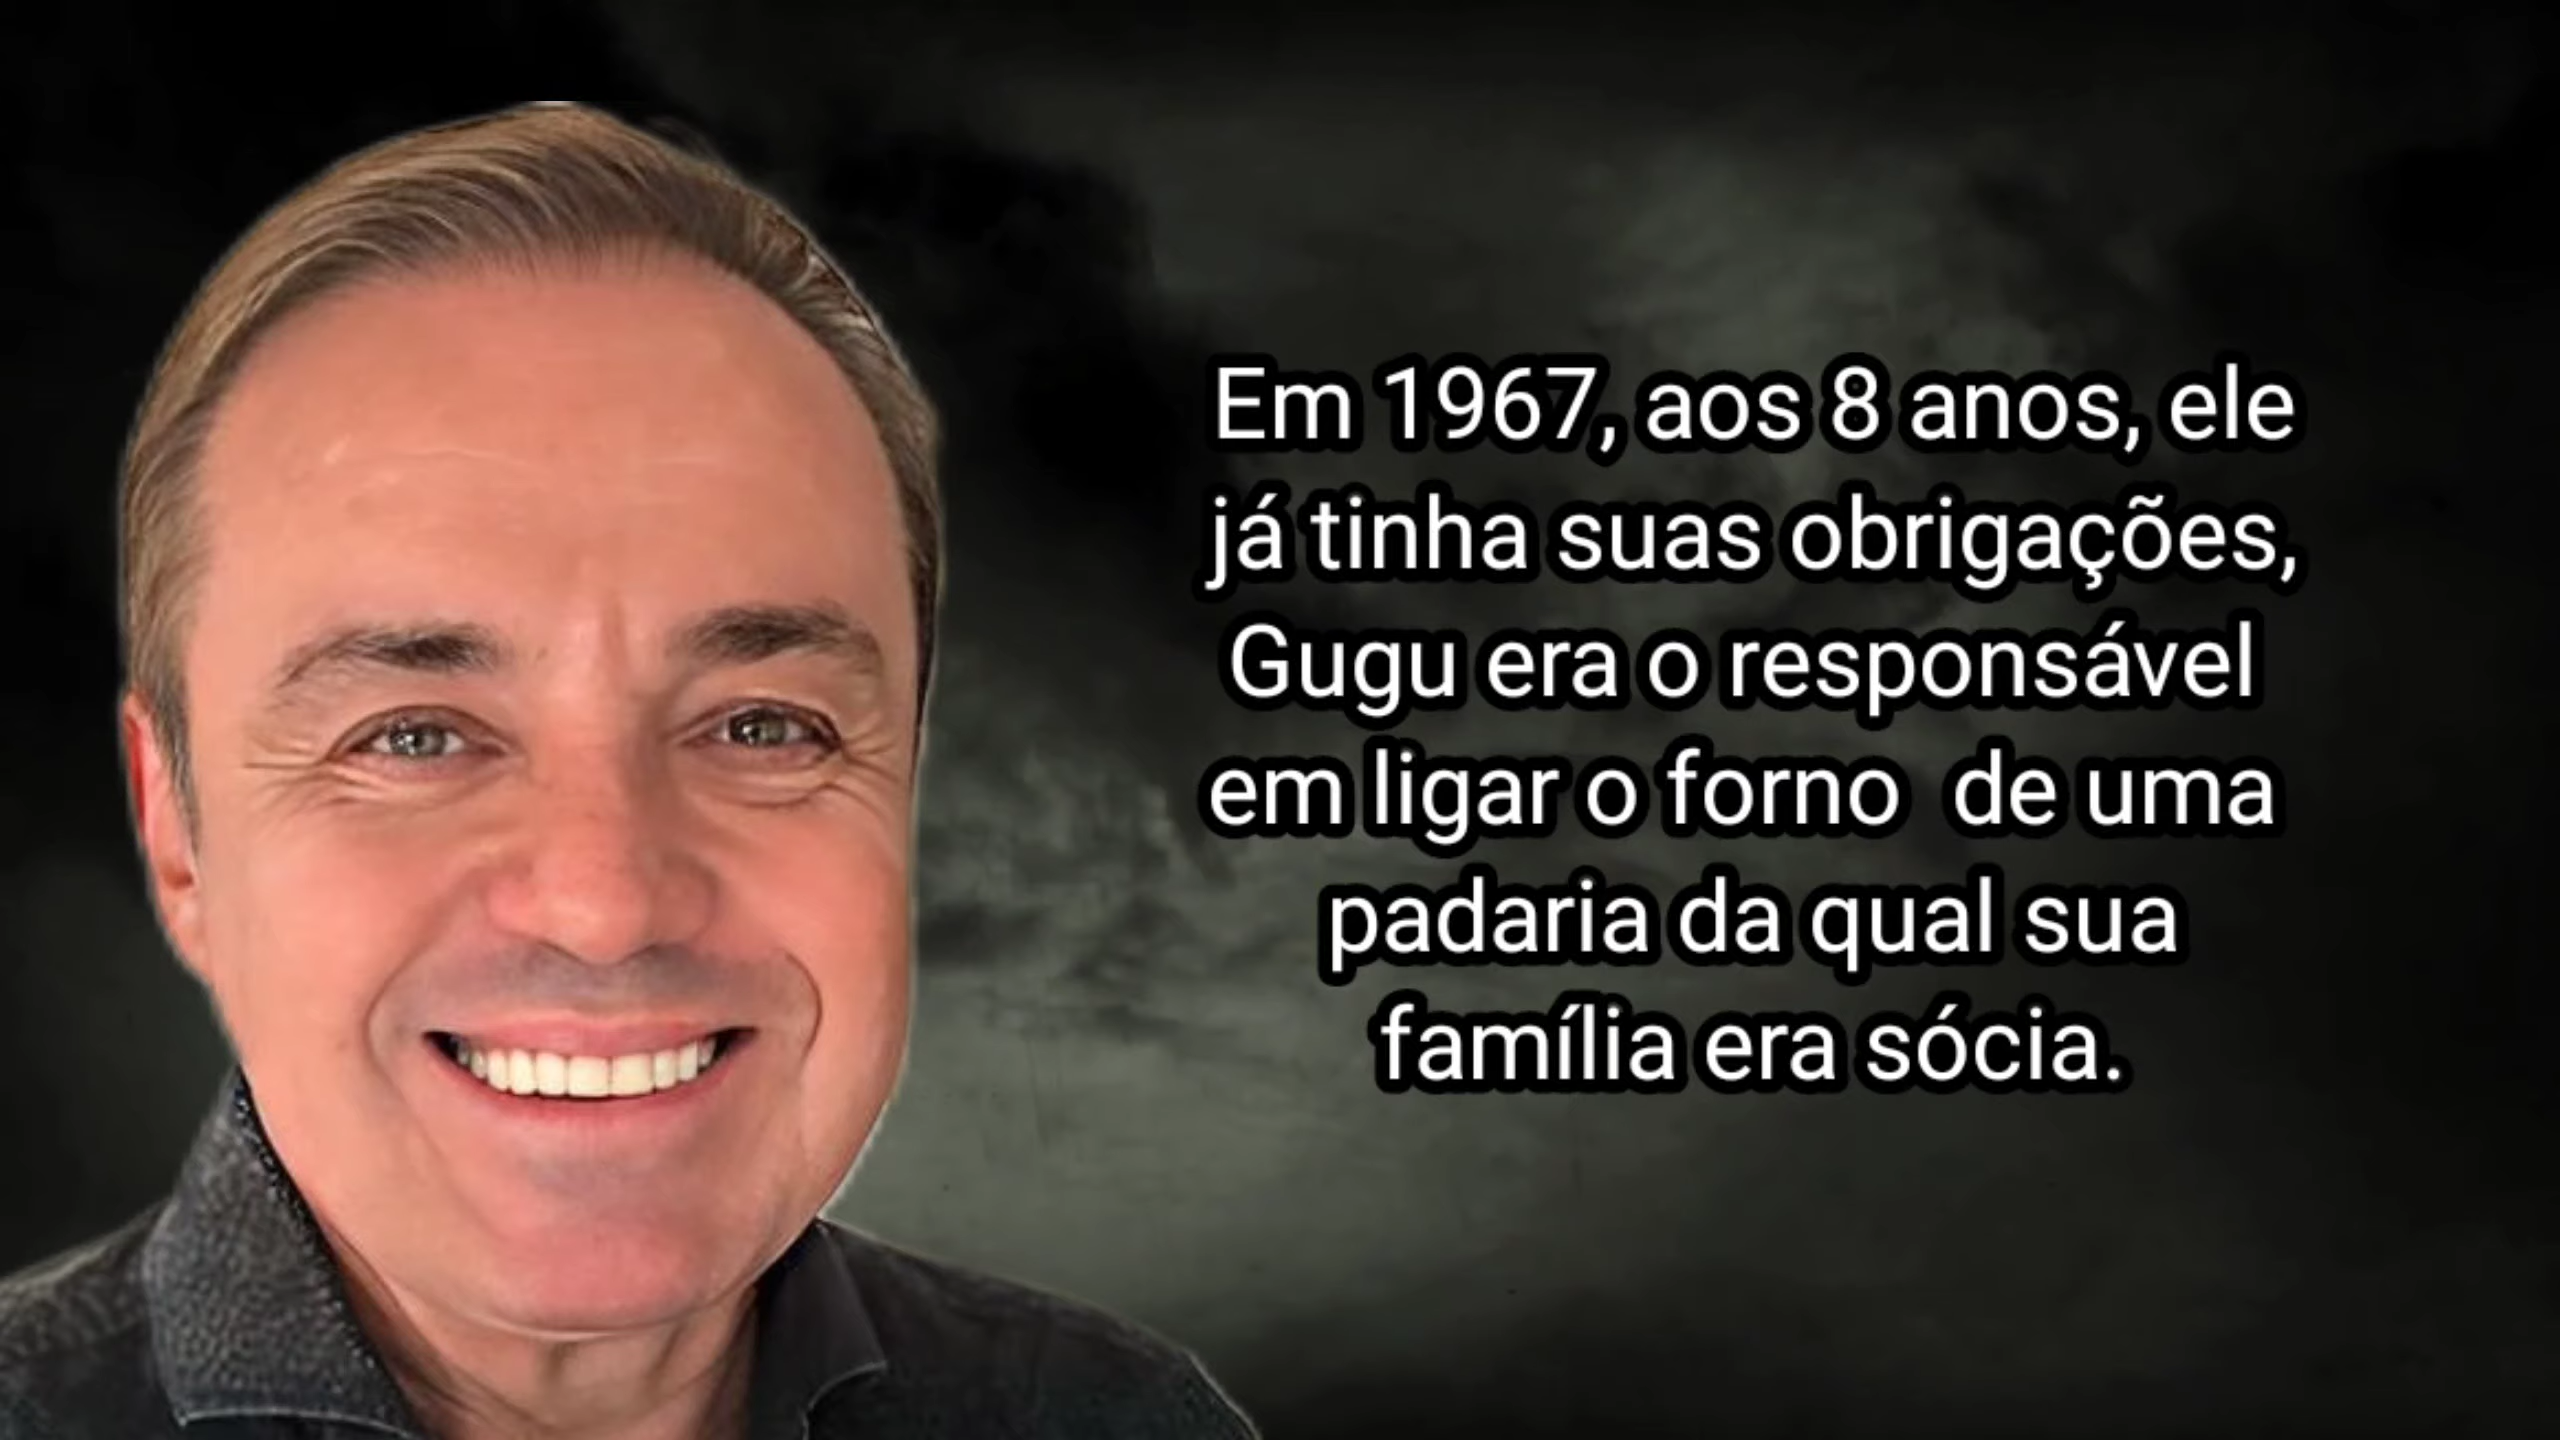 Em 1967, aos 8 anos, ele
já tinha suas obrigações,
Gugu era o responsável
em ligar o forno  de uma
padaria da qual sua
família era sócia.